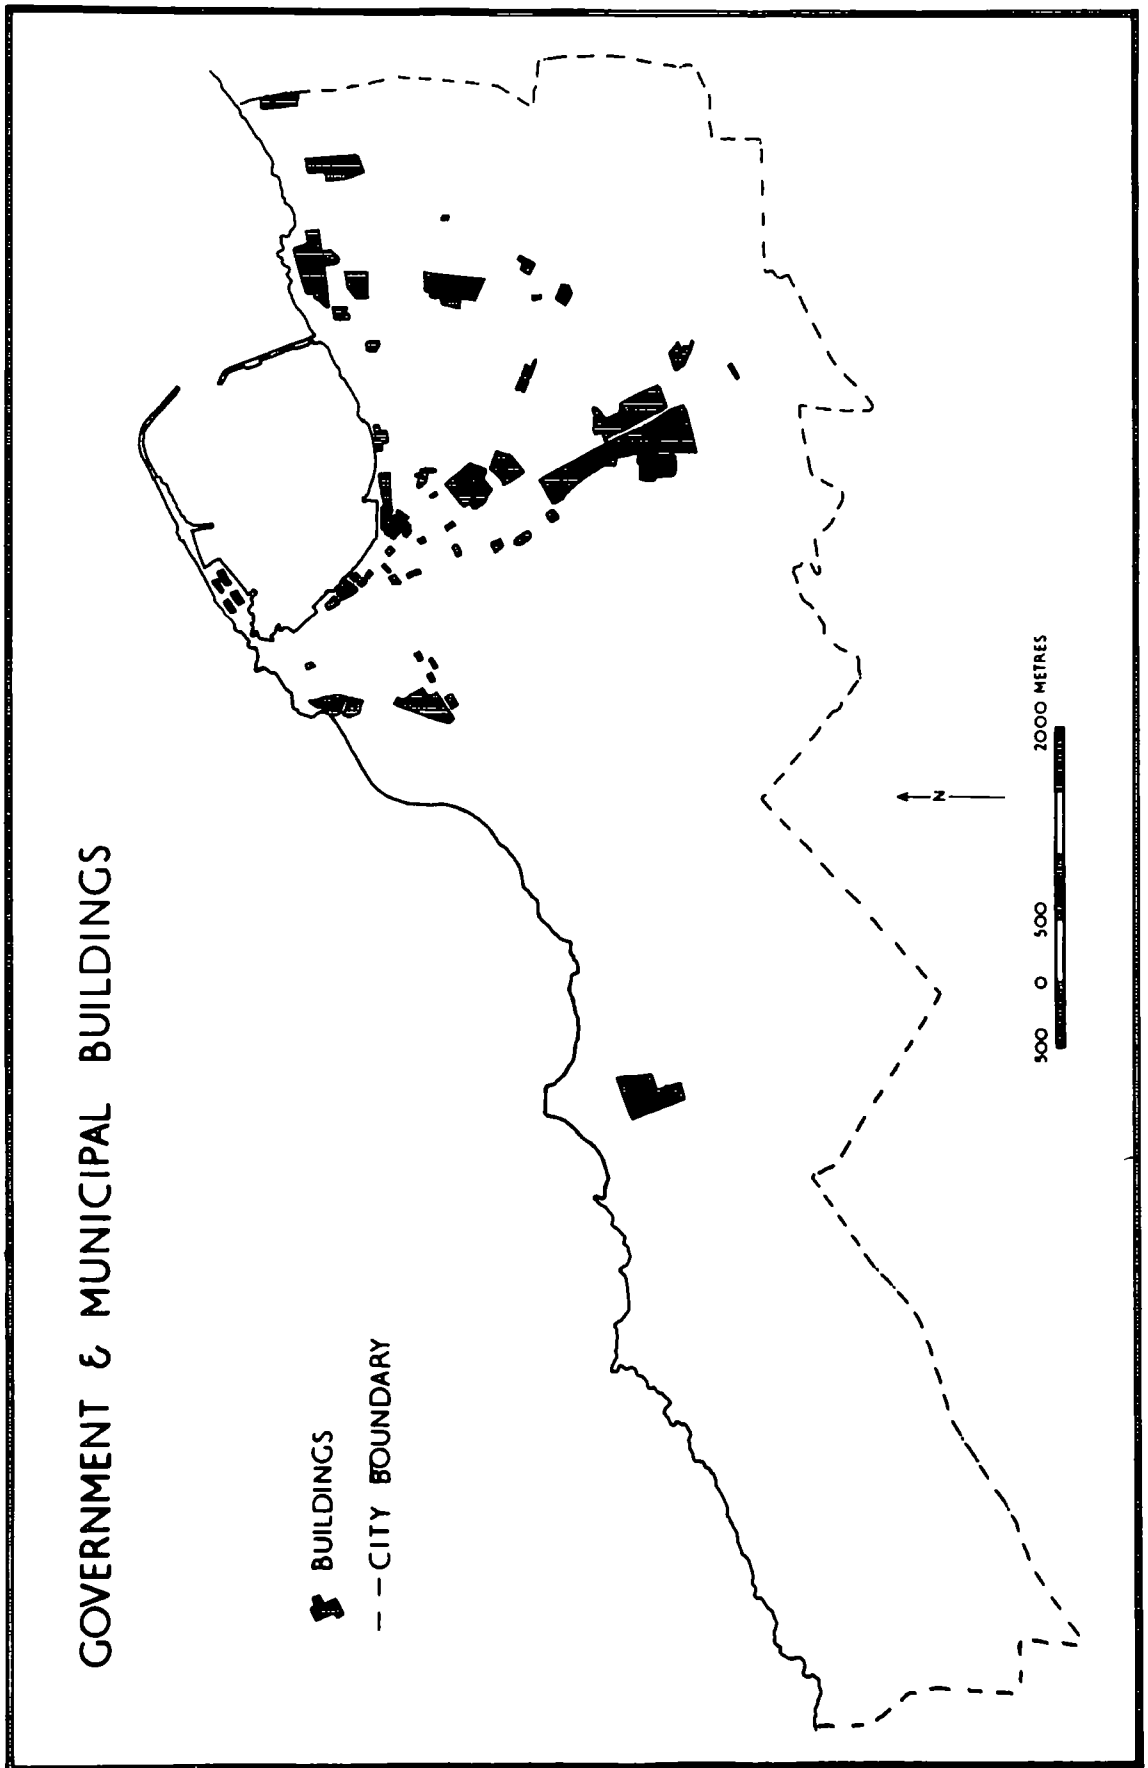 GOVERNMENT & MUNICIPAL BUILDINGS
BUILDINGS
CITY BOUNDARY
N
500 0 500 2000 METRES